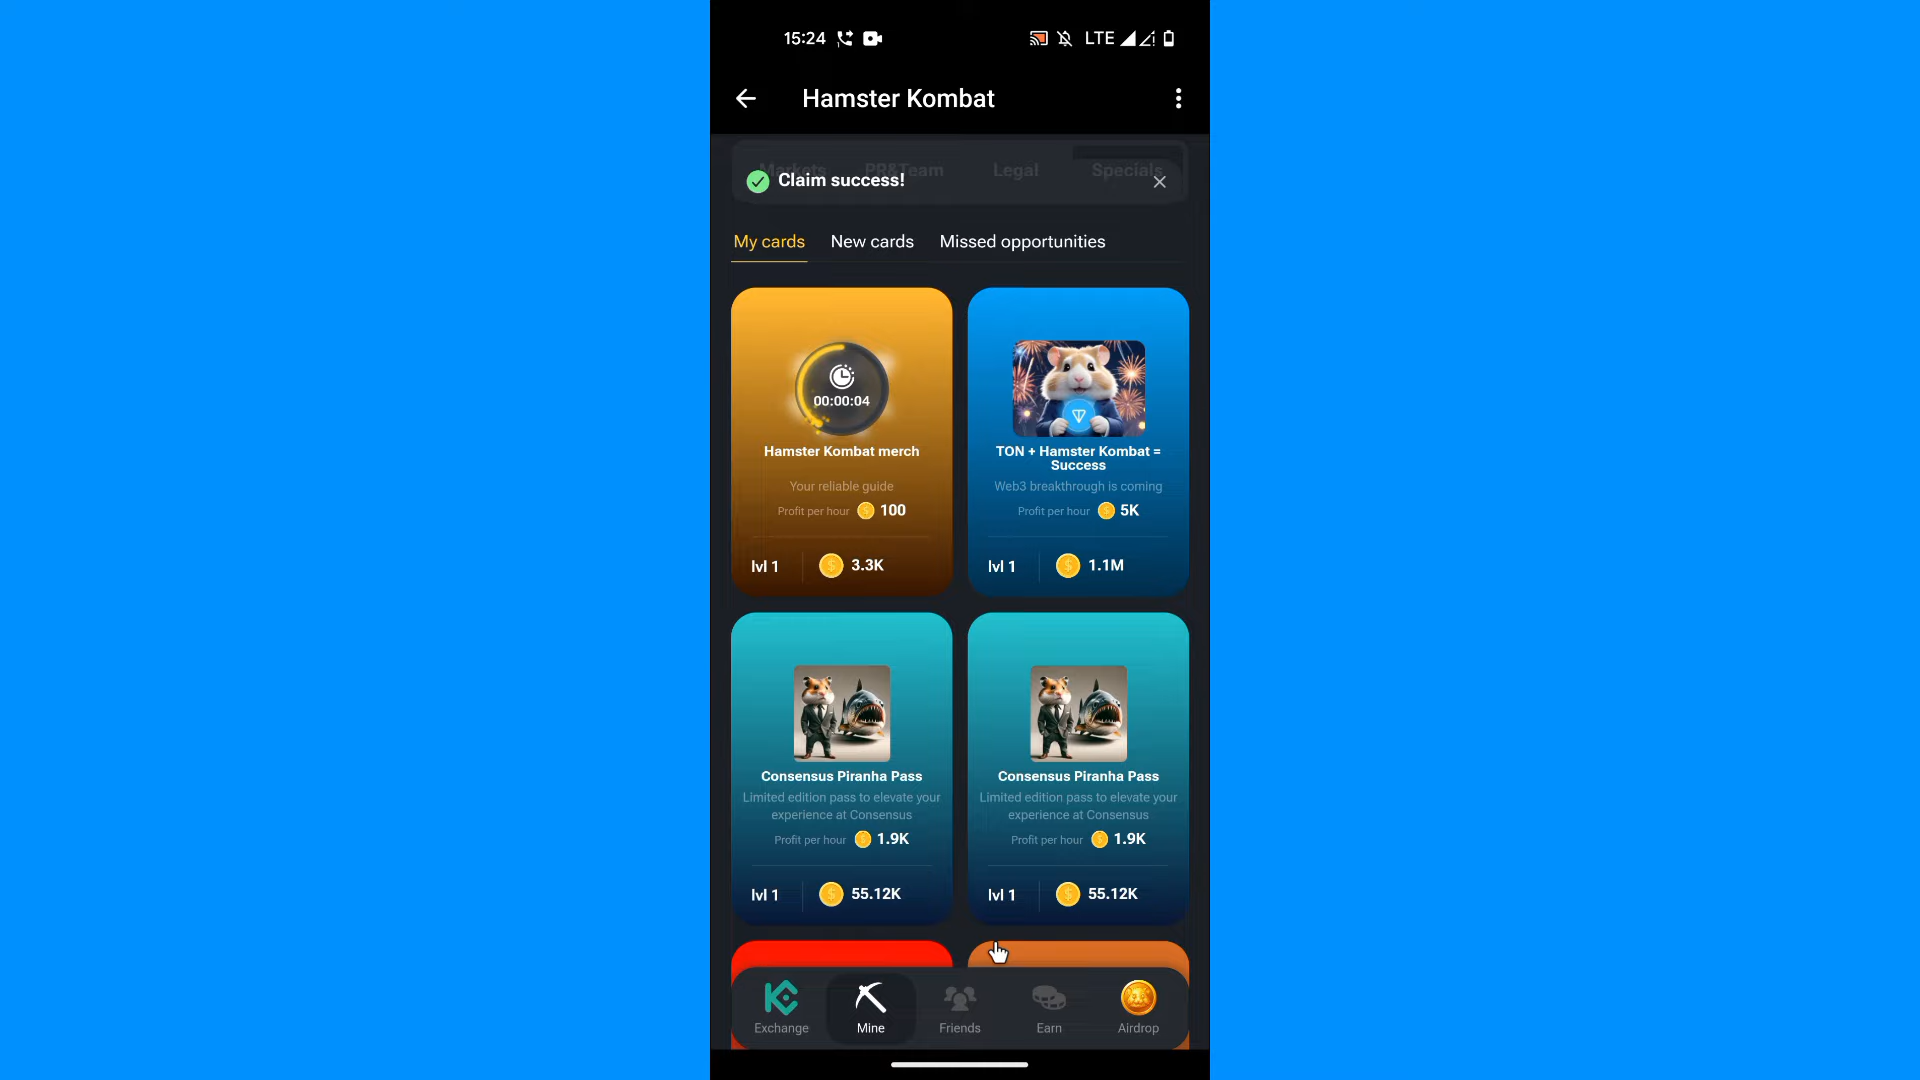 15:24
LTE
Hamster Kombat
Markets PR&Team Legal Specials
Claim success!
My cards New cards Missed opportunities
00:00:04
Hamster Kombat merch
Your reliable guide
Profit per hour 100
lvl 1 3.3K
TON + Hamster Kombat =
Success
Web3 breakthrough is coming
Profit per hour 5K
lvl 1 1.1M
Consensus Piranha Pass
Limited edition pass to elevate your
experience at Consensus
Profit per hour 1.9K
lvl 1 55.12K
Consensus Piranha Pass
Limited edition pass to elevate your
experience at Consensus
Profit per hour 1.9K
lvl 1 55.12K
Exchange Mine Friends Earn Airdrop